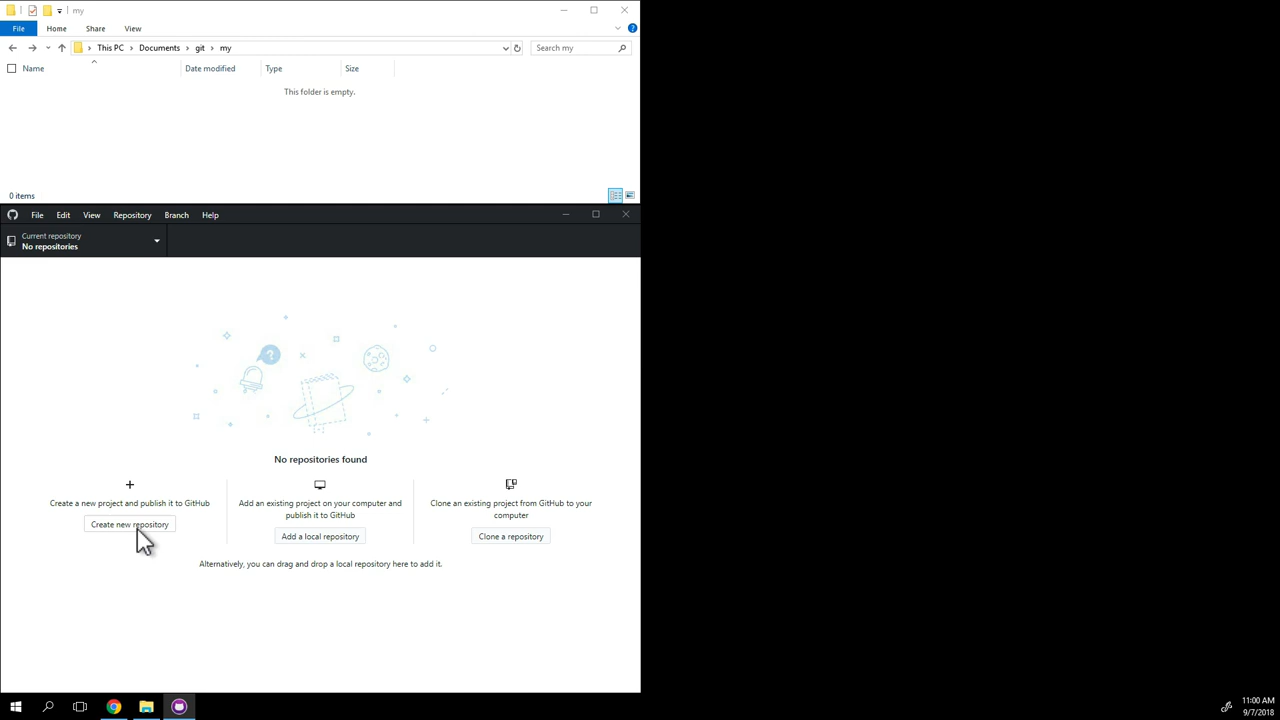 my
File Home Share View
This PC Documents git my
Search my
Name Date modified Type Size
This folder is empty.
0 items
File Edit View Repository Branch Help
Current repository
No repositories
?
No repositories found
Create a new project and publish it to GitHub
Create new repository
Add an existing project on your computer and
publish it to GitHub
Add a local repository
Clone an existing project from GitHub to your
computer
Clone a repository
Alternatively, you can drag and drop a local repository here to add it.
11:00 AM
9/7/2018